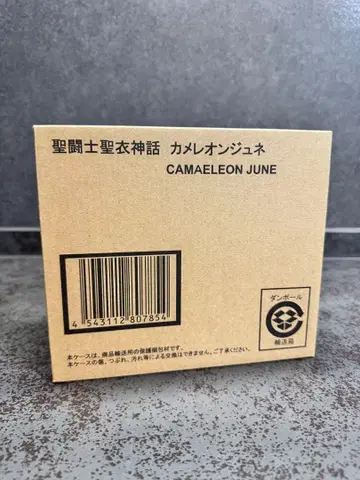 聖闘士聖衣神話 カメレオンジュネ
CAMAELEON JUNE
4 543112 807854
ダンボール
輸送箱
本ケースは、商品輸送用の保護梱包材です。
本ケースの傷、つぶれ、汚れ等による交換はできません。ご了承ください。